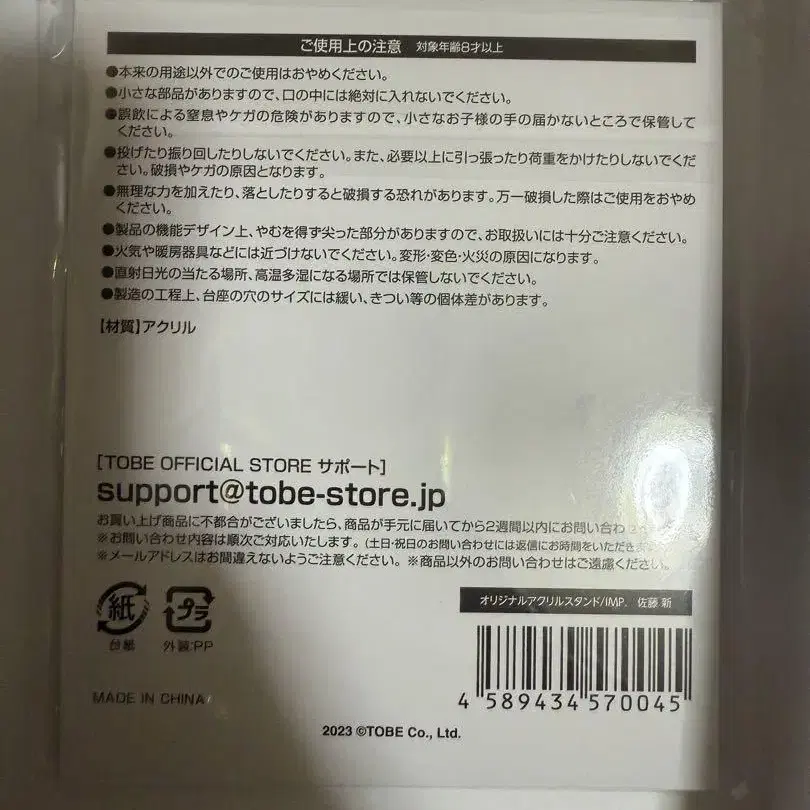 ご使用上の注意 対象年齢8才以上
●本来の用途以外でのご使用はおやめください。
●小さな部品がありますので、口の中には絶対に入れないでください。
●誤飲による窒息やケガの危険がありますので、小さなお子様の手の届かないところで保管して
ください。
●投げたり振り回したりしないでください。また、必要以上に引っ張ったり荷重をかけたりしないでくだ
さい。破損やケガの原因となります。
●無理な力を加えたり、落としたりすると破損する恐れがあります。万一破損した際はご使用をおやめ
ください。
●製品の機能デザイン上、やむを得ず尖った部分がありますので、お取扱いには十分ご注意ください。
●火気や暖房器具などには近づけないでください。変形・変色・火災の原因になります。
●直射日光の当たる場所、高温多湿になる場所では保管しないでください。
●製造の工程上、台座の穴のサイズには緩い、きつい等の個体差があります。
【材質】アクリル
[TOBE OFFICIAL STORE サポート]
support@tobe-store.jp
お買い上げ商品に不都合がございましたら、商品が手元に届いてから2週間以内にお問い合わ
※お問い合わせ内容は順次ご対応いたします。(土日・祝日のお問い合わせには返信にお時間をいただきま
※メールアドレスはお間違えないようご注意ください。※商品以外のお問い合わせはご遠慮ください。
紙 プラ
台紙 外装:PP
オリジナルアクリルスタンド/IMP. 佐藤 新
4 589434 570045
MADE IN CHINA
2023 ©TOBE Co., Ltd.